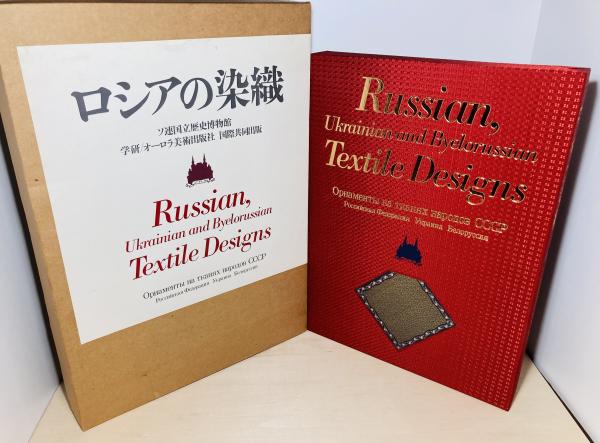 ロシアの染織
ソ連国立歴史博物館
学研/オーロラ美術出版社 国際共同出版
Russian,
Ukrainian and Byelorussian
Textile Designs
Орнаменты на тканях народов СССР
Российская Федерация Украина Белоруссия
Russian,
Ukrainian and Byelorussian
Textile Designs
Орнаменты на тканях народов СССР
Российская Федерация Украина Белоруссия